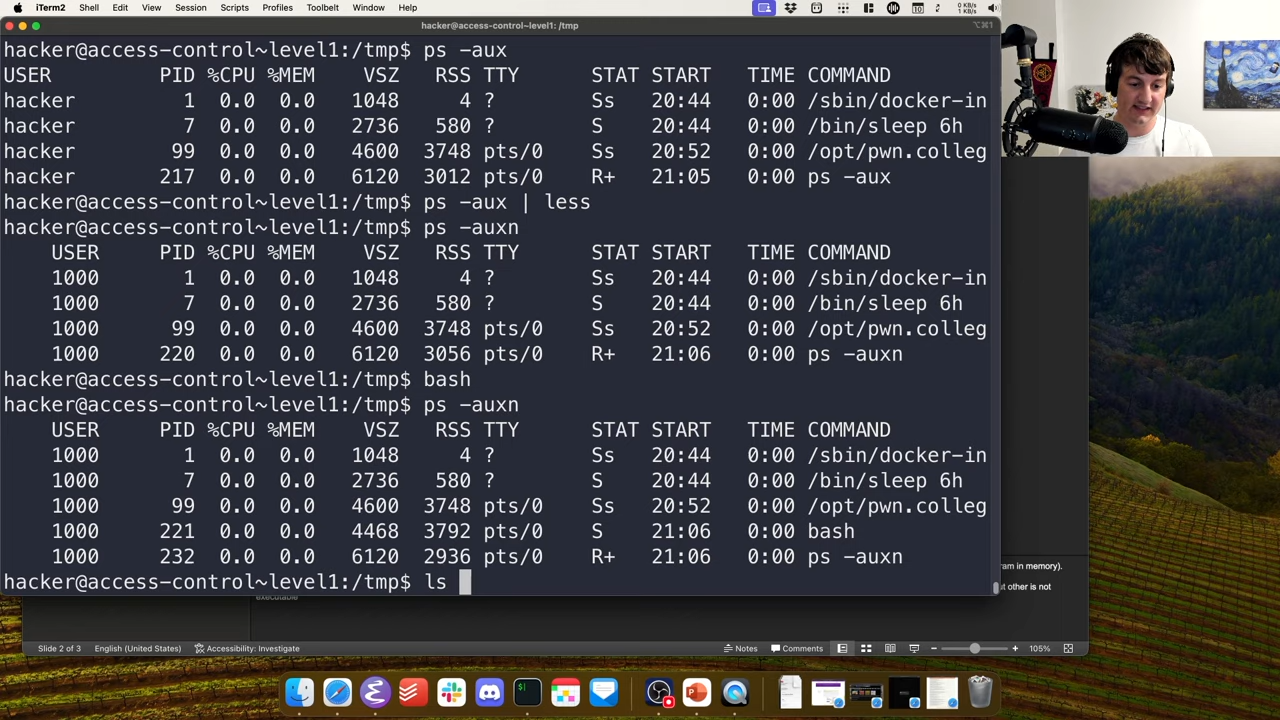 iTerm2 Shell Edit View Session Scripts Profiles Toolbelt Window Help
0 KB/s
1 KB/s
hacker@access-control~level1: /tmp
⌥⌘1
hacker@access-control~level1:/tmp$ ps -aux
USER PID %CPU %MEM VSZ RSS TTY STAT START TIME COMMAND
hacker 1 0.0 0.0 1048 4 ? Ss 20:44 0:00 /sbin/docker-in
hacker 7 0.0 0.0 2736 580 ? S 20:44 0:00 /bin/sleep 6h
hacker 99 0.0 0.0 4600 3748 pts/0 Ss 20:52 0:00 /opt/pwn.colleg
hacker 217 0.0 0.0 6120 3012 pts/0 R+ 21:05 0:00 ps -aux
hacker@access-control~level1:/tmp$ ps -aux | less
hacker@access-control~level1:/tmp$ ps -auxn
USER PID %CPU %MEM VSZ RSS TTY STAT START TIME COMMAND
1000 1 0.0 0.0 1048 4 ? Ss 20:44 0:00 /sbin/docker-in
1000 7 0.0 0.0 2736 580 ? S 20:44 0:00 /bin/sleep 6h
1000 99 0.0 0.0 4600 3748 pts/0 Ss 20:52 0:00 /opt/pwn.colleg
1000 220 0.0 0.0 6120 3056 pts/0 R+ 21:06 0:00 ps -auxn
hacker@access-control~level1:/tmp$ bash
hacker@access-control~level1:/tmp$ ps -auxn
USER PID %CPU %MEM VSZ RSS TTY STAT START TIME COMMAND
1000 1 0.0 0.0 1048 4 ? Ss 20:44 0:00 /sbin/docker-in
1000 7 0.0 0.0 2736 580 ? S 20:44 0:00 /bin/sleep 6h
1000 99 0.0 0.0 4600 3748 pts/0 Ss 20:52 0:00 /opt/pwn.colleg
1000 221 0.0 0.0 4468 3792 pts/0 S 21:06 0:00 bash
1000 232 0.0 0.0 6120 2936 pts/0 R+ 21:06 0:00 ps -auxn
hacker@access-control~level1:/tmp$ ls
ram in memory).
ut other is not
executable
Slide 2 of 3 English (United States) Accessibility: Investigate Notes Comments 105%